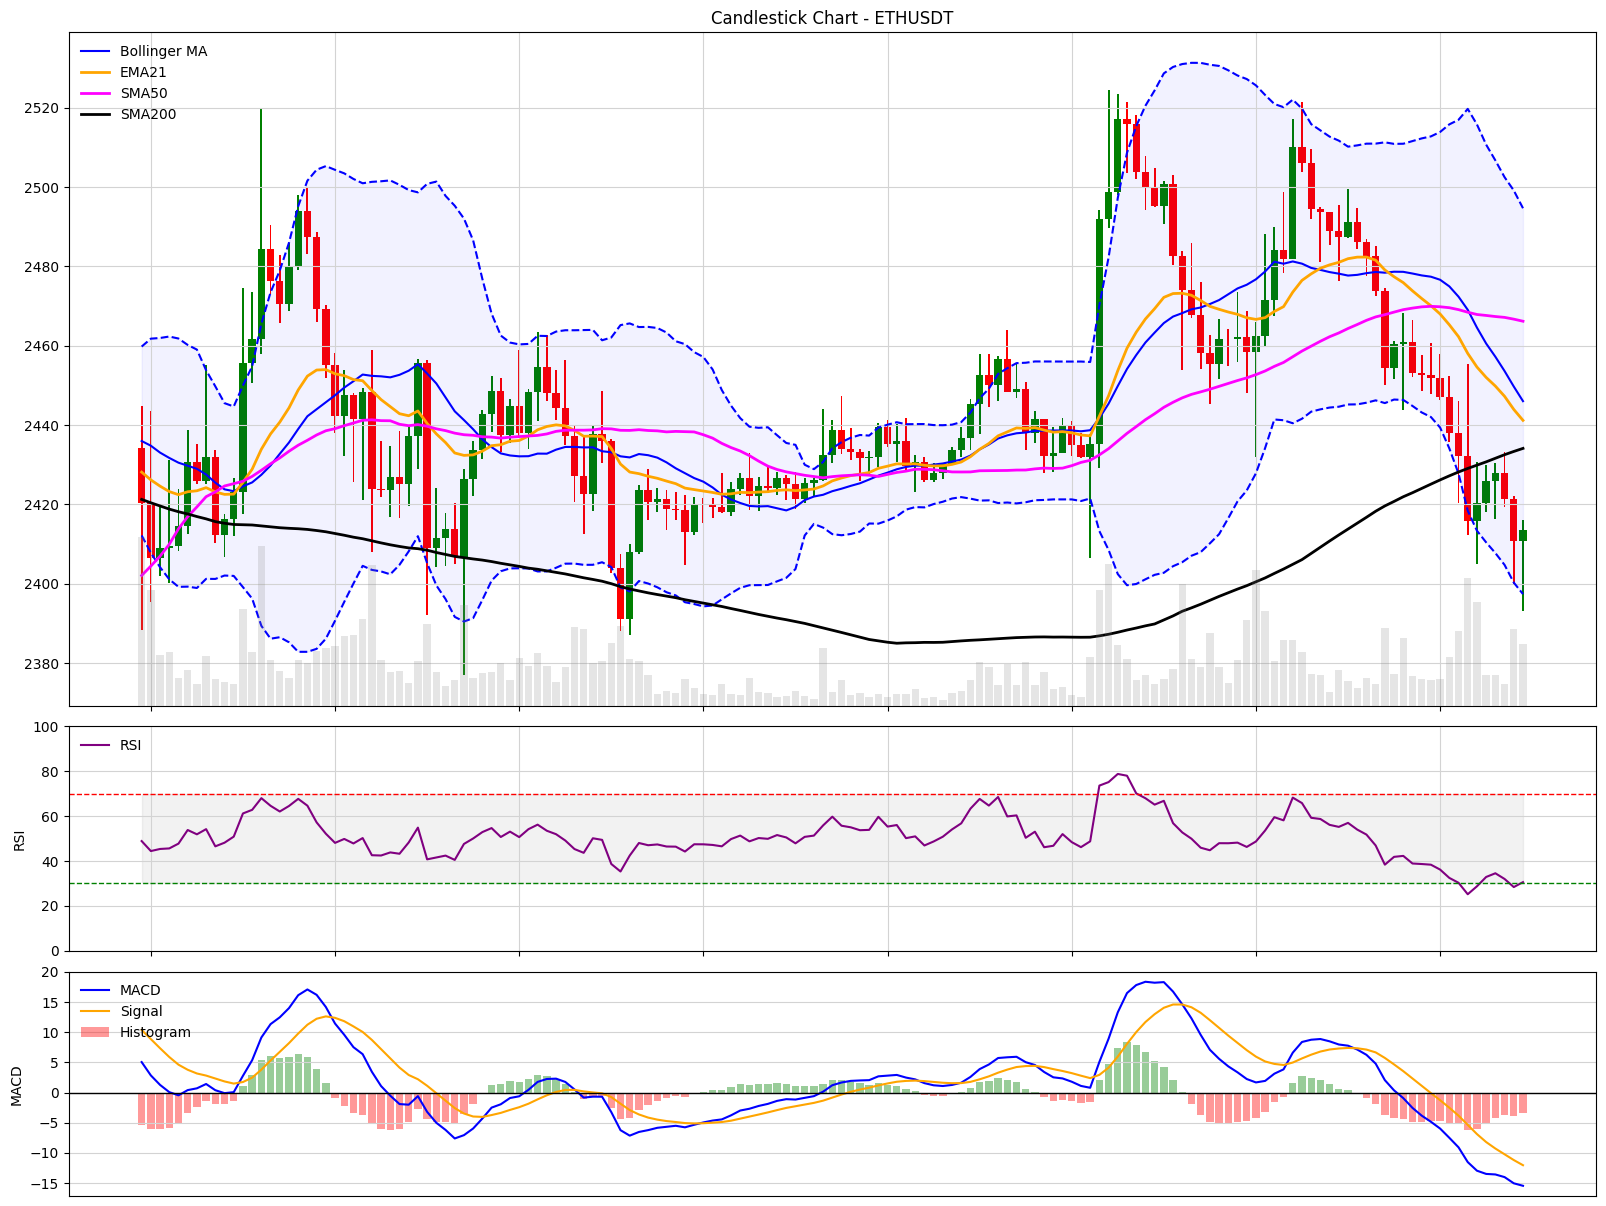 Candlestick Chart - ETHUSDT
Bollinger MA
EMA21
SMA50
SMA200
2520
2500
2480
2460
2440
2420
2400
2380
RSI
100
80
60
40
20
0
RSI
MACD
Signal
Histogram
20
15
10
5
0
−5
−10
−15
MACD